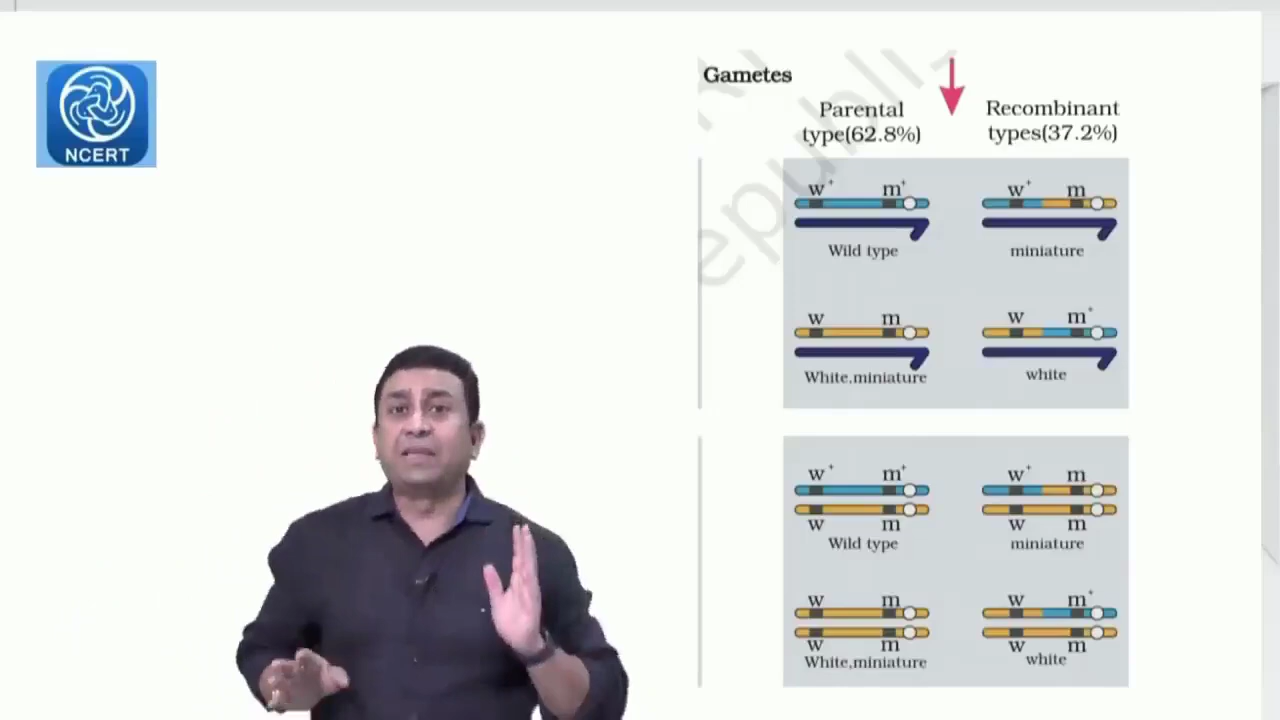 NCERT
Gametes
Parental
type(62.8%)
Recombinant
types(37.2%)
w+ m+
w+ m
Wild type
miniature
w m
w m+
White,miniature
white
w+ m+
w+ m
w m
w m
Wild type
miniature
w m
w m+
w m
w m
White,miniature
white